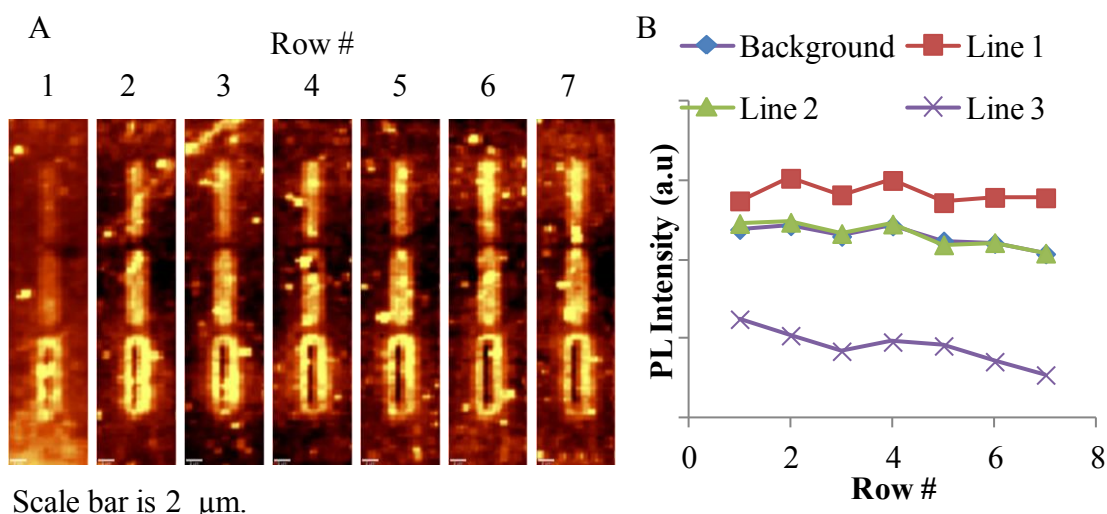 A
Row #
1 2 3 4 5 6 7
Scale bar is 2 µm.
B
Background Line 1
Line 2 Line 3
PL Intensity (a.u)
0 2 4 6 8
Row #